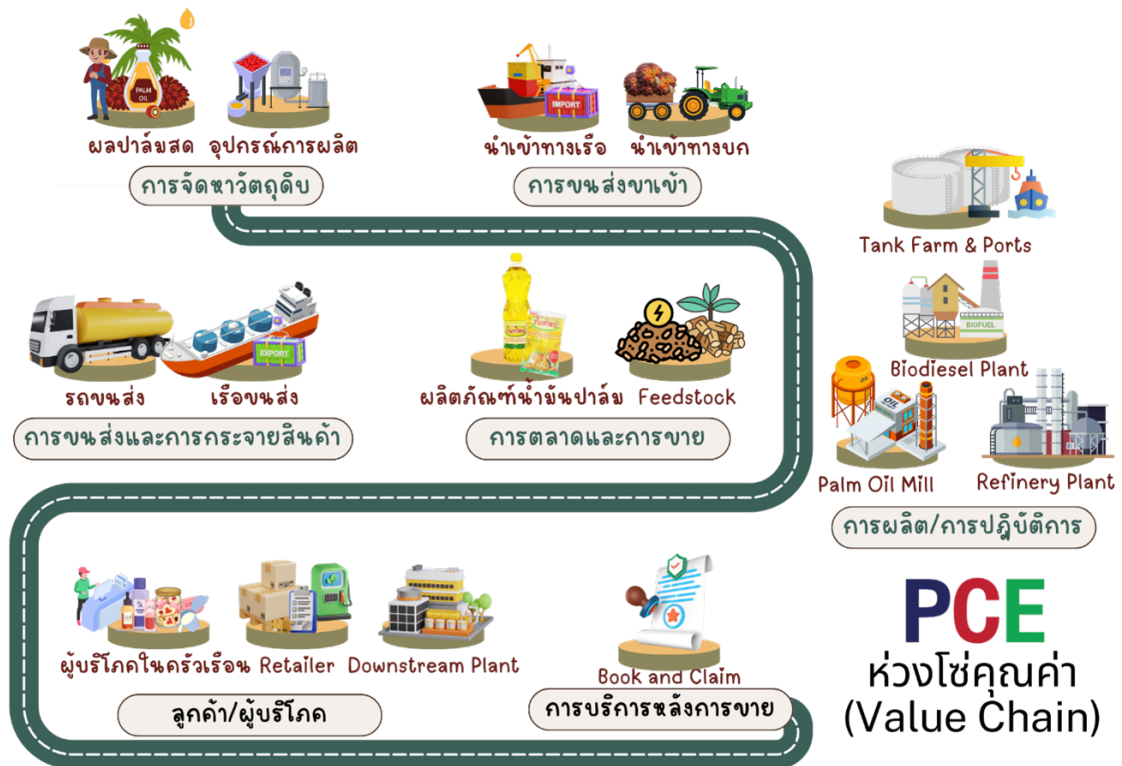 PALM
OIL
ผลปาล์มสด
อุปกรณ์การผลิต
การจัดหาวัตถุดิบ
IMPORT
นำเข้าทางเรือ
นำเข้าทางบก
การขนส่งขาเข้า
Tank Farm & Ports
BIOFUEL
Biodiesel Plant
OIL
Palm Oil Mill
Refinery Plant
การผลิต/การปฎิบัติการ
ผลิตภัณฑ์น้ำมันปาล์ม
Feedstock
การตลาดและการขาย
EXPORT
รถขนส่ง
เรือขนส่ง
การขนส่งและการกระจายสินค้า
ผู้บริโภคในครัวเรือน
Retailer
Downstream Plant
ลูกค้า/ผู้บริโภค
Book and Claim
การบริการหลังการขาย
PCE
ห่วงโซ่คุณค่า
(Value Chain)